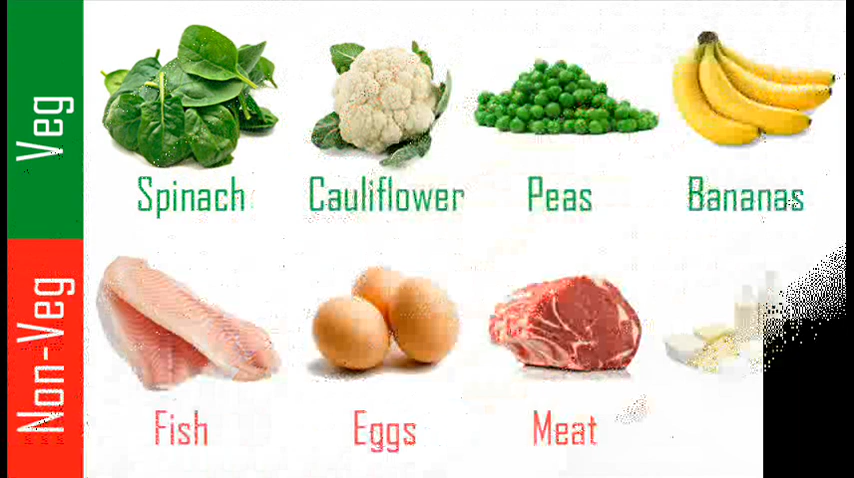 Veg
Spinach
Cauliflower
Peas
Bananas
Non-Veg
Fish
Eggs
Meat